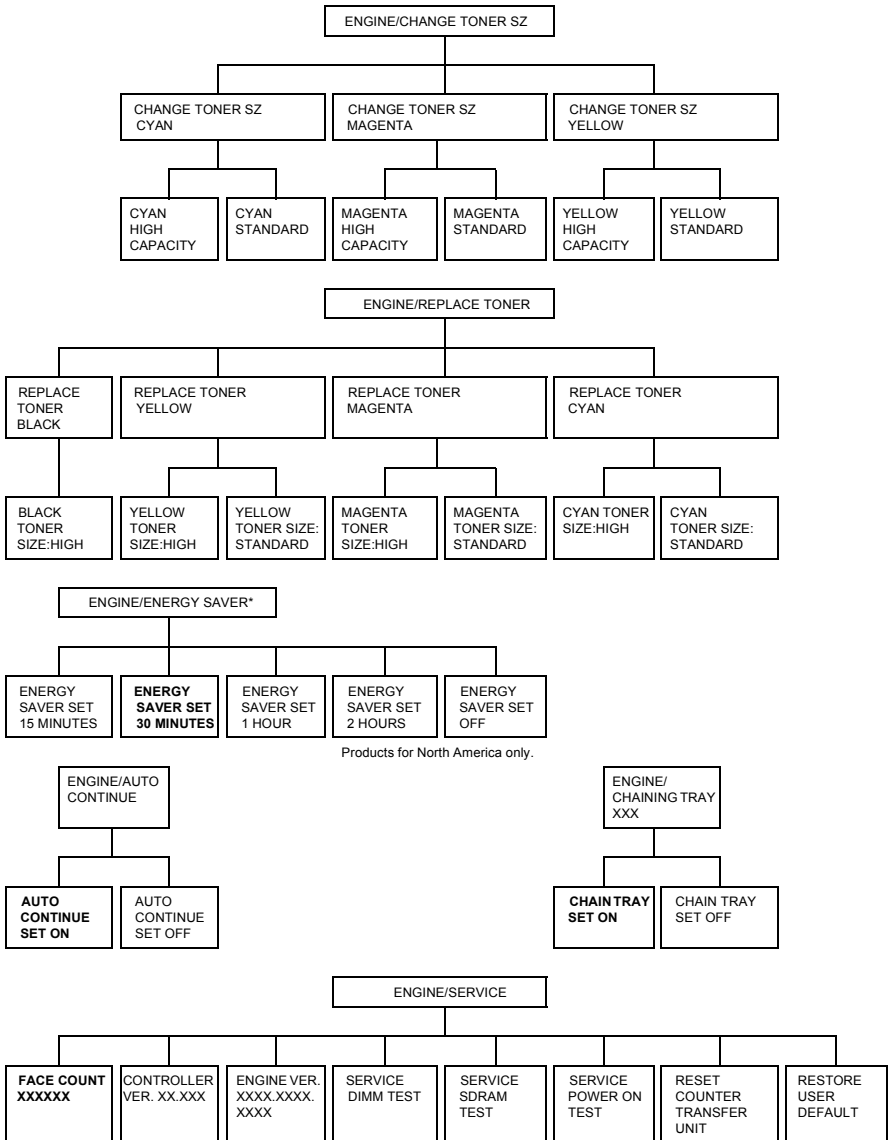 ENGINE/CHANGE TONER SZ
CHANGE TONER SZ
CYAN
CHANGE TONER SZ
MAGENTA
CHANGE TONER SZ
YELLOW
CYAN
HIGH
CAPACITY
CYAN
STANDARD
MAGENTA
HIGH
CAPACITY
MAGENTA
STANDARD
YELLOW
HIGH
CAPACITY
YELLOW
STANDARD
ENGINE/REPLACE TONER
REPLACE
TONER
BLACK
REPLACE TONER
YELLOW
REPLACE TONER
MAGENTA
REPLACE TONER
CYAN
BLACK
TONER
SIZE:HIGH
YELLOW
TONER
SIZE:HIGH
YELLOW
TONER SIZE:
STANDARD
MAGENTA
TONER
SIZE:HIGH
MAGENTA
TONER SIZE:
STANDARD
CYAN TONER
SIZE:HIGH
CYAN
TONER SIZE:
STANDARD
ENGINE/ENERGY SAVER*
ENERGY
SAVER SET
15 MINUTES
ENERGY
SAVER SET
30 MINUTES
ENERGY
SAVER SET
1 HOUR
ENERGY
SAVER SET
2 HOURS
ENERGY
SAVER SET
OFF
Products for North America only.
ENGINE/AUTO
CONTINUE
ENGINE/
CHAINING TRAY
XXX
AUTO
CONTINUE
SET ON
AUTO
CONTINUE
SET OFF
CHAIN TRAY
SET ON
CHAIN TRAY
SET OFF
ENGINE/SERVICE
FACE COUNT
XXXXXX
CONTROLLER
VER. XX.XXX
ENGINE VER.
XXXX.XXXX.
XXXX
SERVICE
DIMM TEST
SERVICE
SDRAM
TEST
SERVICE
POWER ON
TEST
RESET
COUNTER
TRANSFER
UNIT
RESTORE
USER
DEFAULT